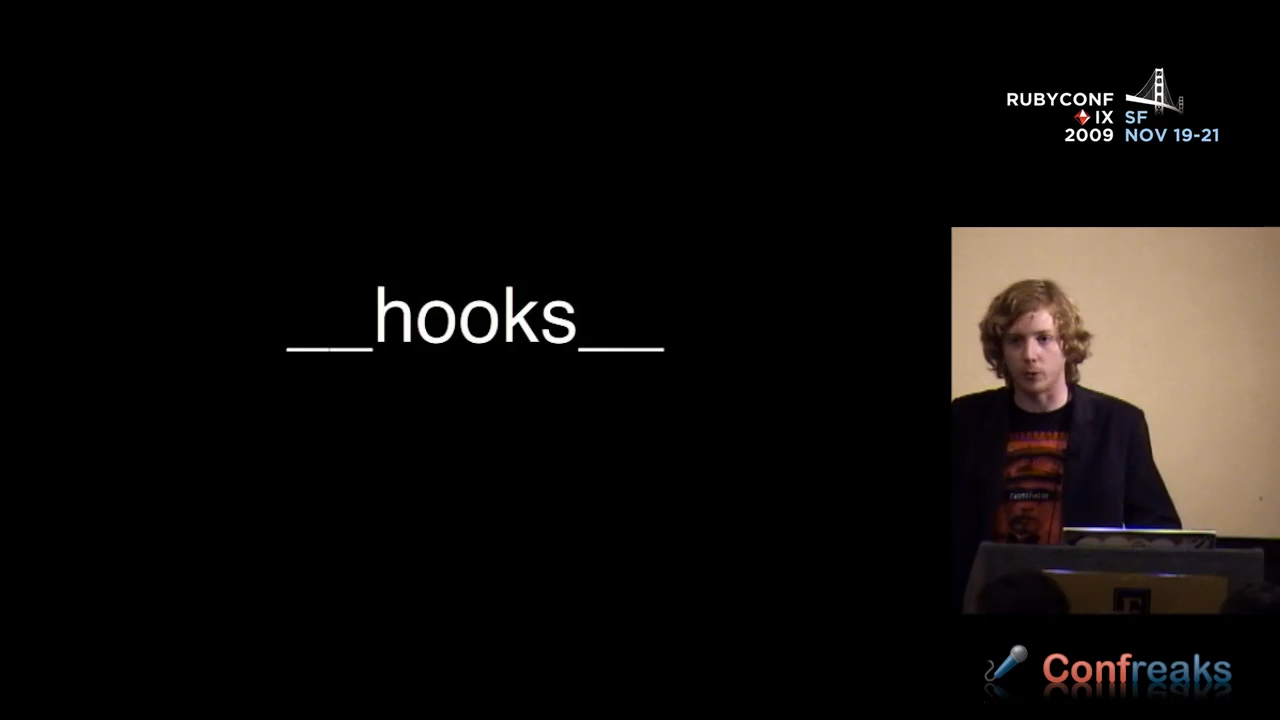 RUBYCONF
IX SF
2009 NOV 19-21
__hooks__
Confreaks